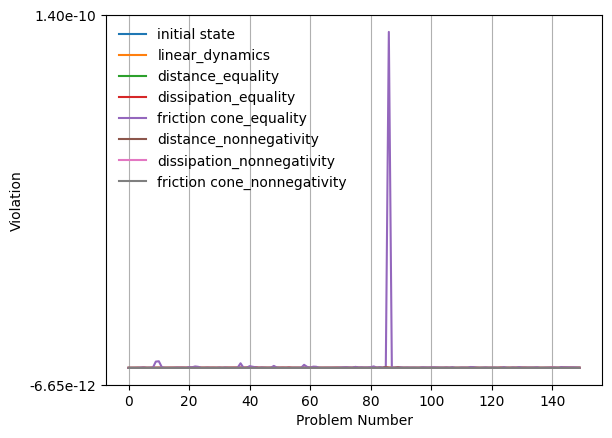 1.40e-10
initial state
linear_dynamics
distance_equality
dissipation_equality
friction cone_equality
distance_nonnegativity
dissipation_nonnegativity
friction cone_nonnegativity
Violation
-6.65e-12
0 20 40 60 80 100 120 140
Problem Number